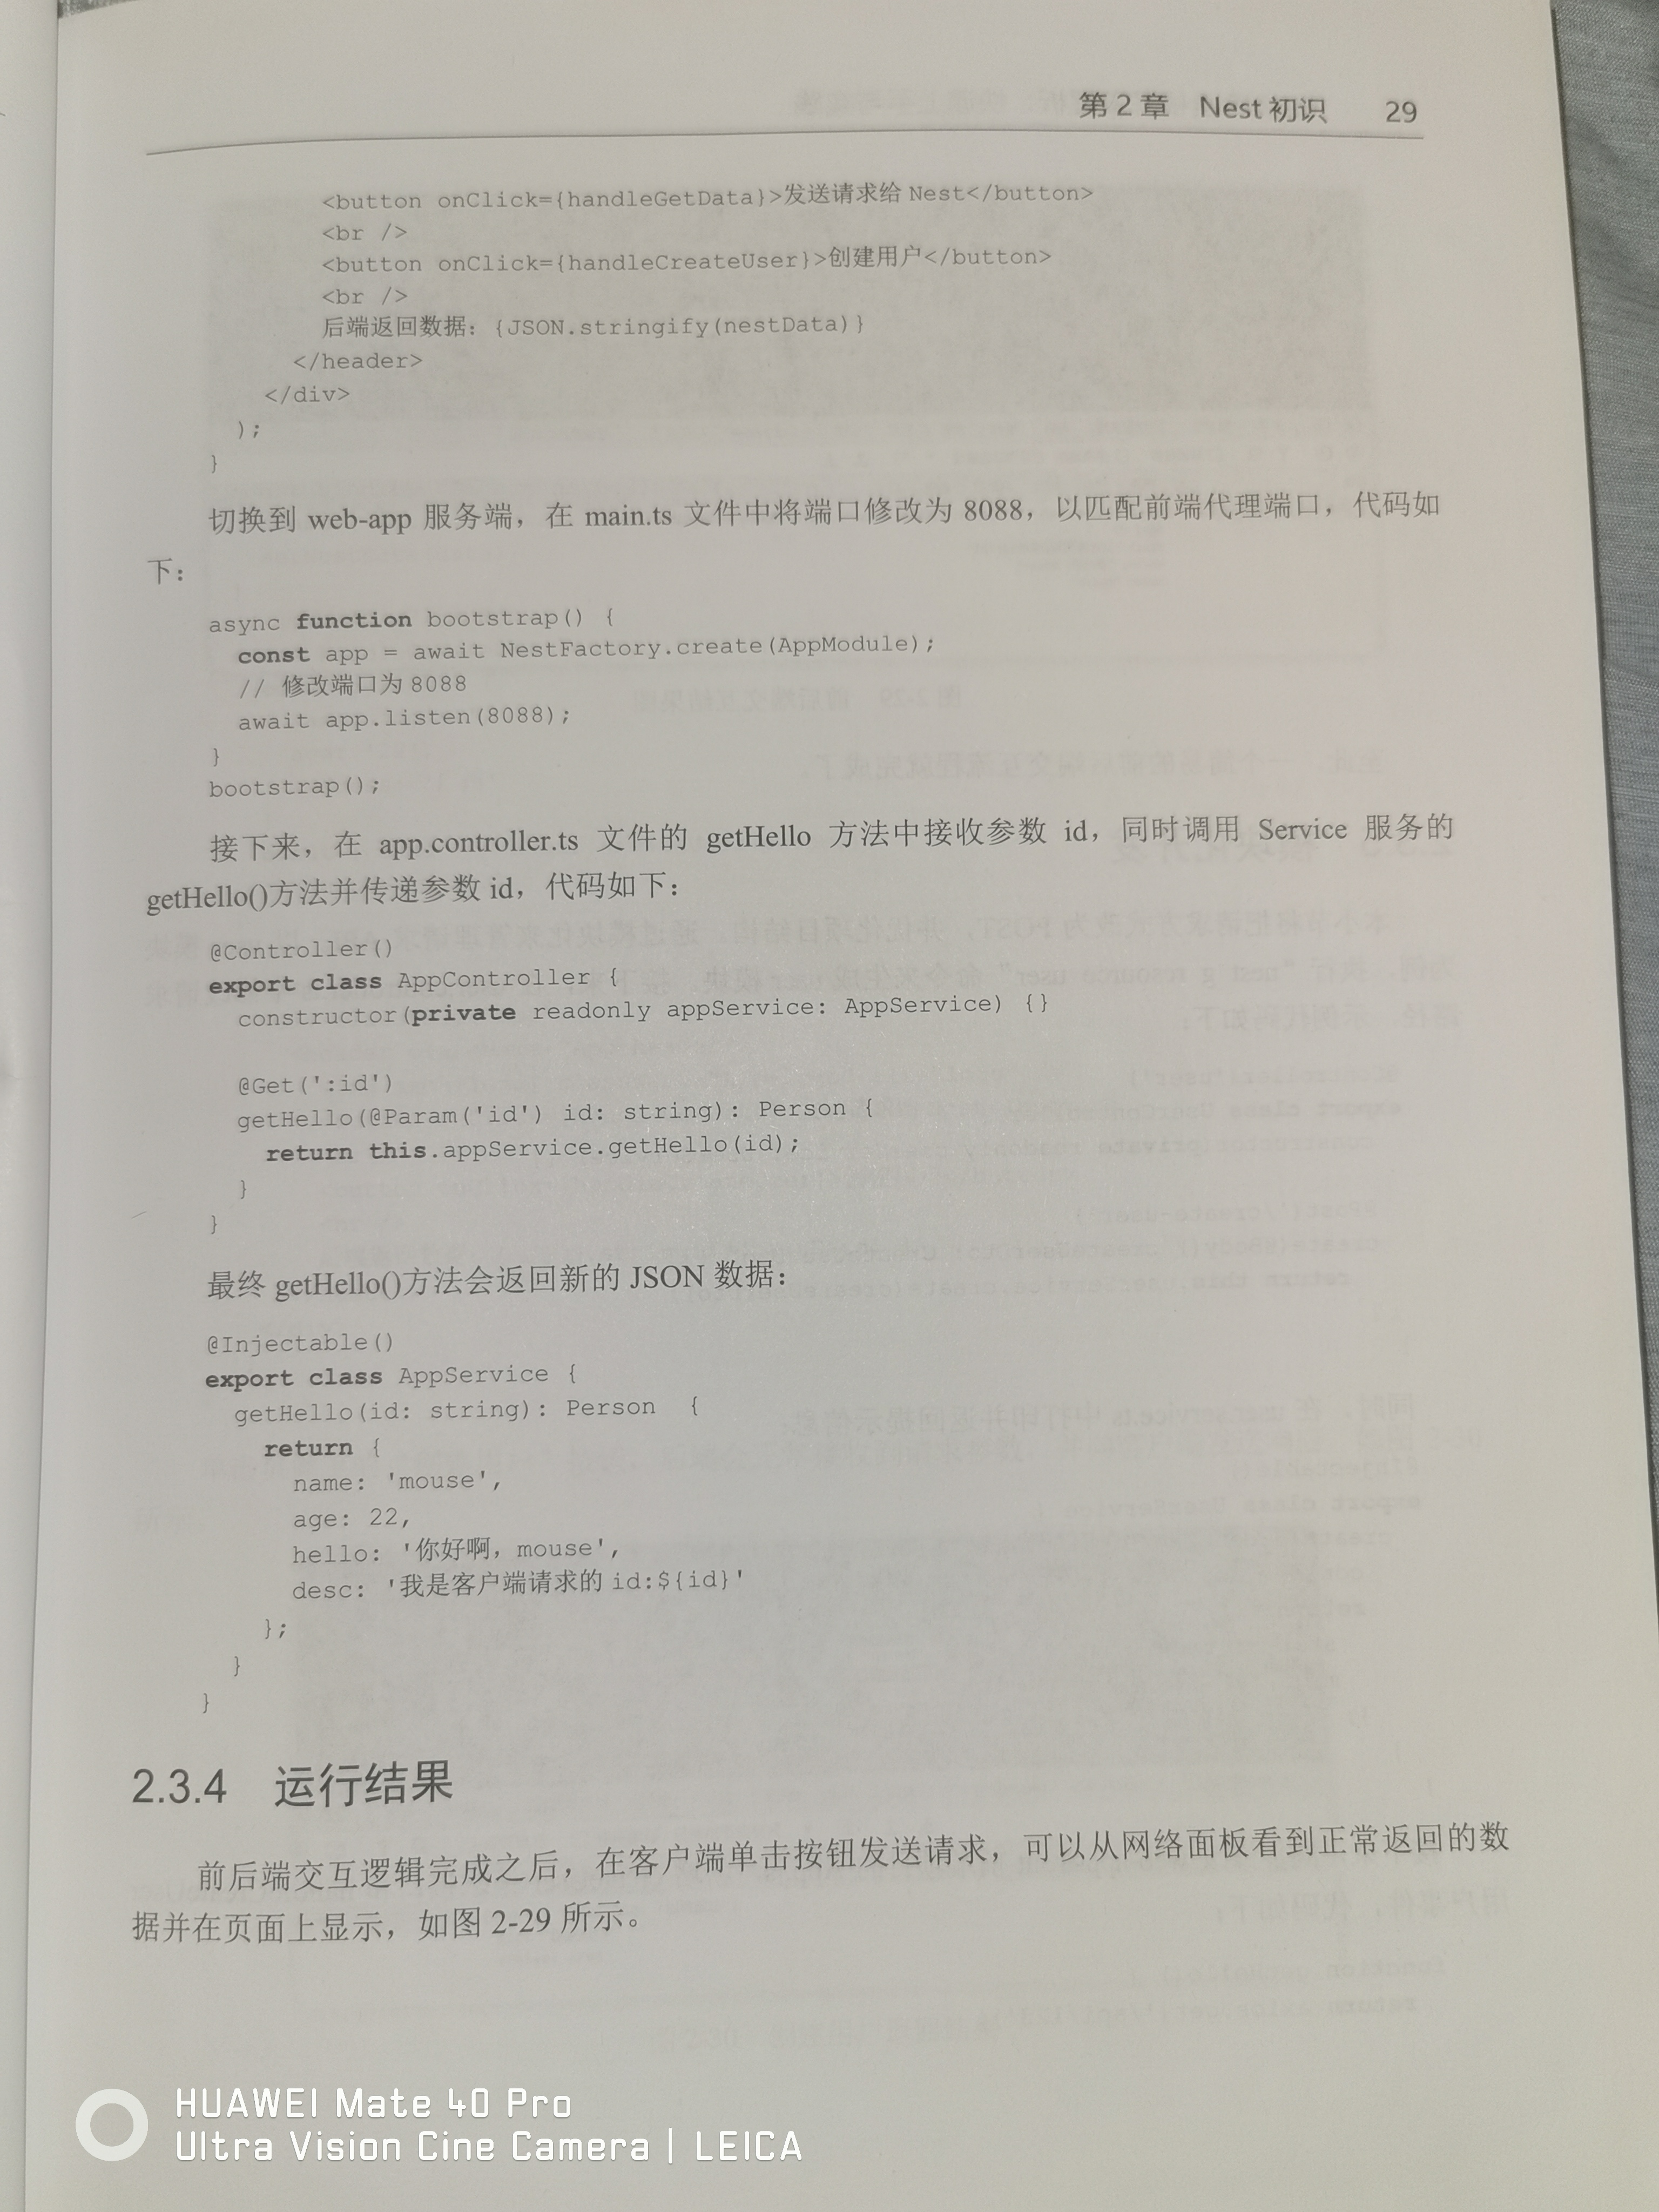 第 2 章　Nest 初识　29
<button onClick={handleGetData}>发送请求给 Nest</button>
<br />
<button onClick={handleCreateUser}>创建用户</button>
<br />
后端返回数据：{JSON.stringify(nestData)}
</header>
</div>
);
}
切换到 web-app 服务端，在 main.ts 文件中将端口修改为 8088，以匹配前端代理端口，代码如
下：
async function bootstrap() {
const app = await NestFactory.create(AppModule);
// 修改端口为 8088
await app.listen(8088);
}
bootstrap();
接下来，在 app.controller.ts 文件的 getHello 方法中接收参数 id，同时调用 Service 服务的
getHello()方法并传递参数 id，代码如下：
@Controller()
export class AppController {
constructor(private readonly appService: AppService) {}
@Get(':id')
getHello(@Param('id') id: string): Person {
return this.appService.getHello(id);
}
}
最终 getHello()方法会返回新的 JSON 数据：
@Injectable()
export class AppService {
getHello(id: string): Person {
return {
name: 'mouse',
age: 22,
hello: '你好啊，mouse',
desc: '我是客户端请求的 id:${id}'
};
}
}
2.3.4　运行结果
前后端交互逻辑完成之后，在客户端单击按钮发送请求，可以从网络面板看到正常返回的数
据并在页面上显示，如图 2-29 所示。
HUAWEI Mate 40 Pro
Ultra Vision Cine Camera | LEICA